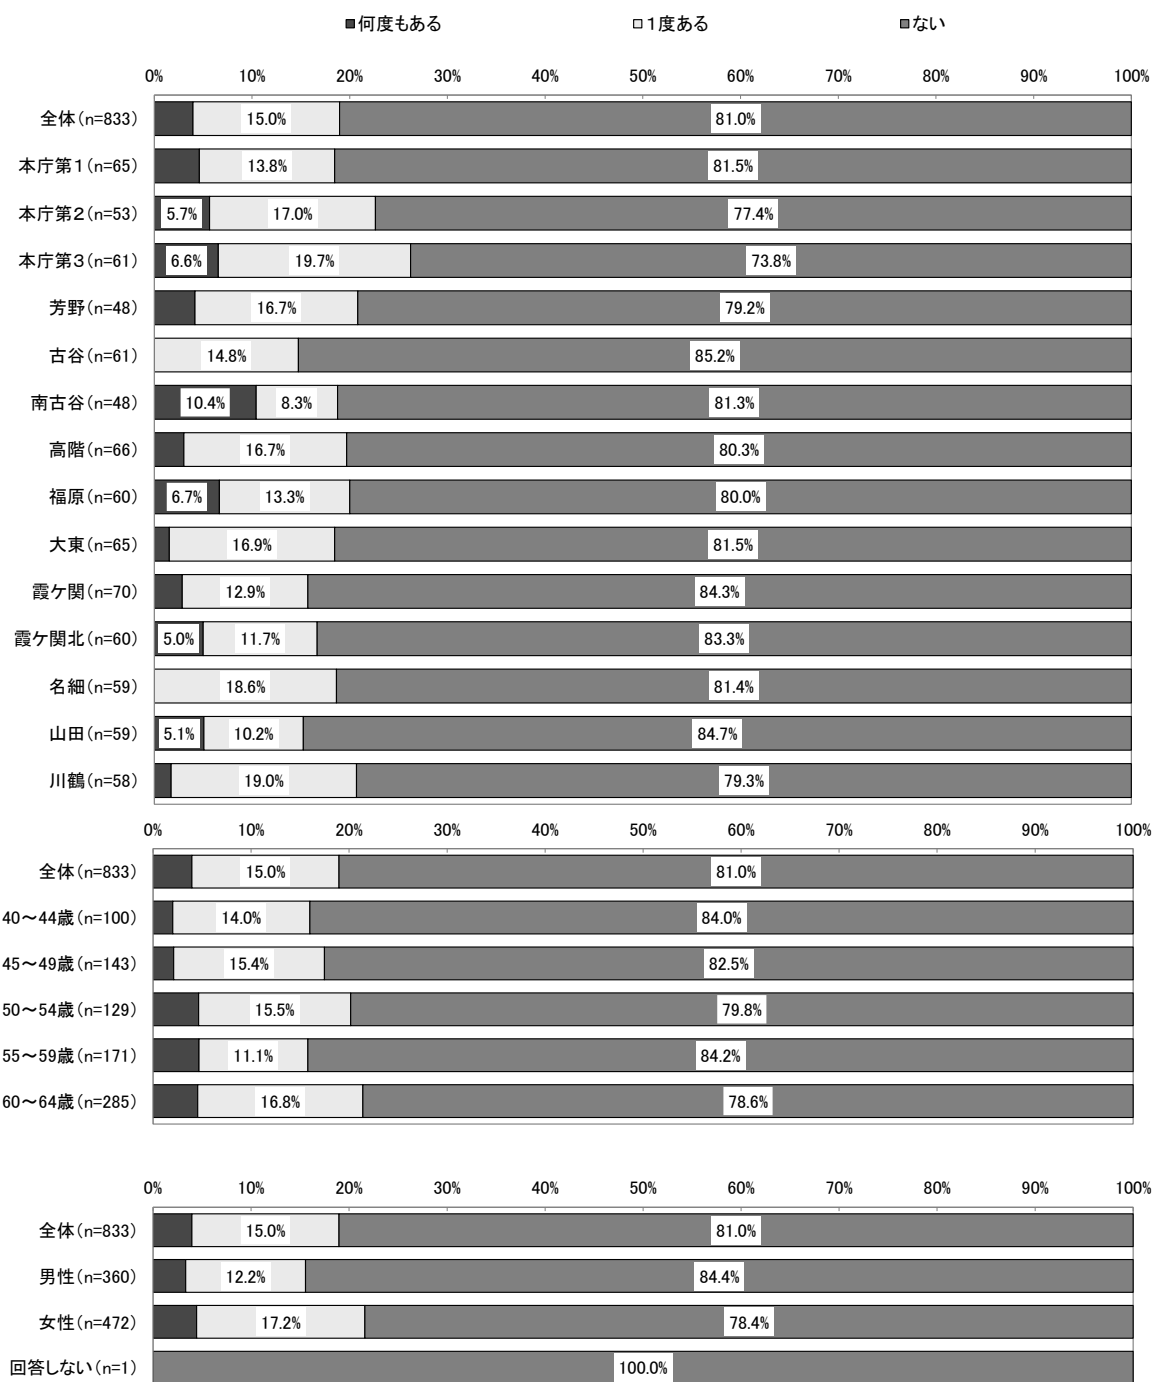 ■何度もある □1度ある ■ない
0% 10% 20% 30% 40% 50% 60% 70% 80% 90% 100%
全体(n=833) 15.0% 81.0%
本庁第1(n=65) 13.8% 81.5%
本庁第2(n=53) 5.7% 17.0% 77.4%
本庁第3(n=61) 6.6% 19.7% 73.8%
芳野(n=48) 16.7% 79.2%
古谷(n=61) 14.8% 85.2%
南古谷(n=48) 10.4% 8.3% 81.3%
高階(n=66) 16.7% 80.3%
福原(n=60) 6.7% 13.3% 80.0%
大東(n=65) 16.9% 81.5%
霞ケ関(n=70) 12.9% 84.3%
霞ケ関北(n=60) 5.0% 11.7% 83.3%
名細(n=59) 18.6% 81.4%
山田(n=59) 5.1% 10.2% 84.7%
川鶴(n=58) 19.0% 79.3%
0% 10% 20% 30% 40% 50% 60% 70% 80% 90% 100%
全体(n=833) 15.0% 81.0%
40～44歳(n=100) 14.0% 84.0%
45～49歳(n=143) 15.4% 82.5%
50～54歳(n=129) 15.5% 79.8%
55～59歳(n=171) 11.1% 84.2%
60～64歳(n=285) 16.8% 78.6%
0% 10% 20% 30% 40% 50% 60% 70% 80% 90% 100%
全体(n=833) 15.0% 81.0%
男性(n=360) 12.2% 84.4%
女性(n=472) 17.2% 78.4%
回答しない(n=1) 100.0%